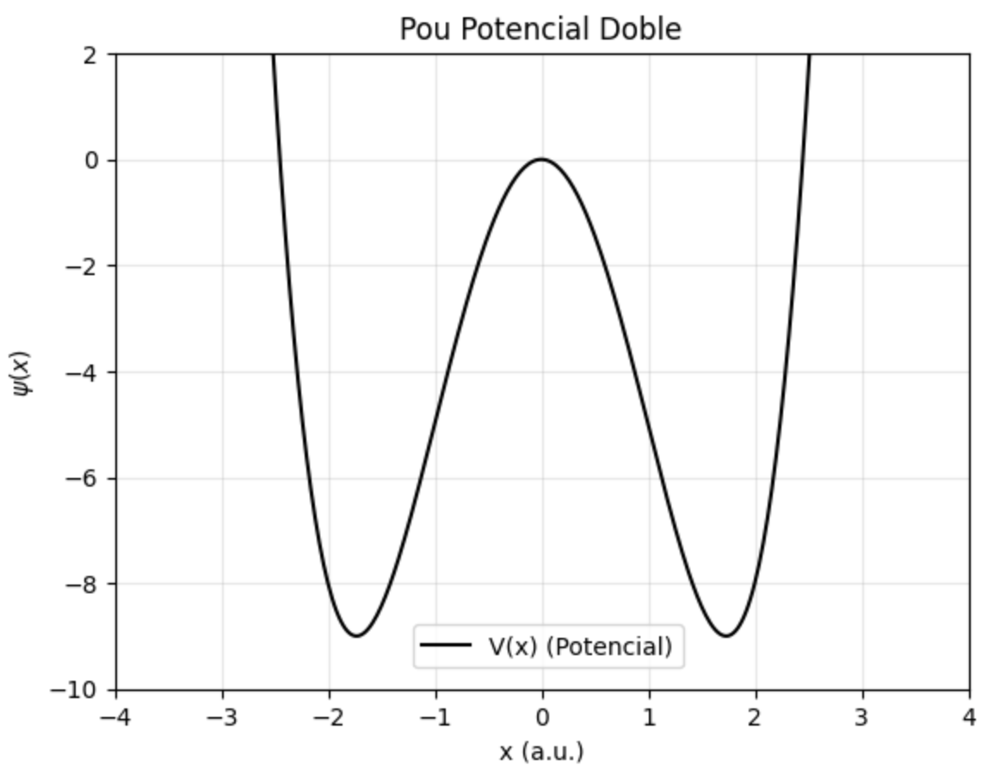 Pou Potencial Doble
2
0
−2
−4
−6
−8
−10
ψ(x)
V(x) (Potencial)
−4 −3 −2 −1 0 1 2 3 4
x (a.u.)